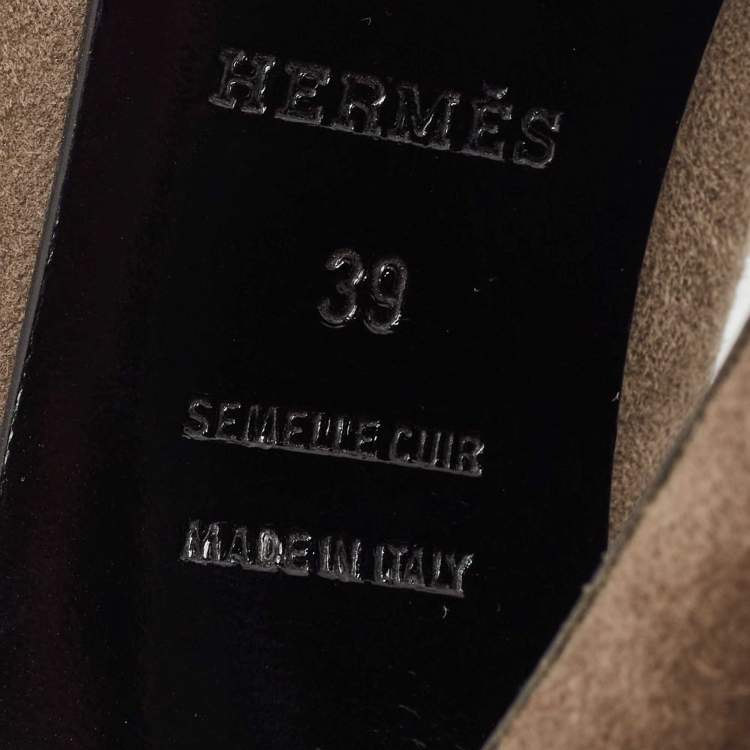 HERMÈS
39
SEMELLE CUIR
MADE IN ITALY